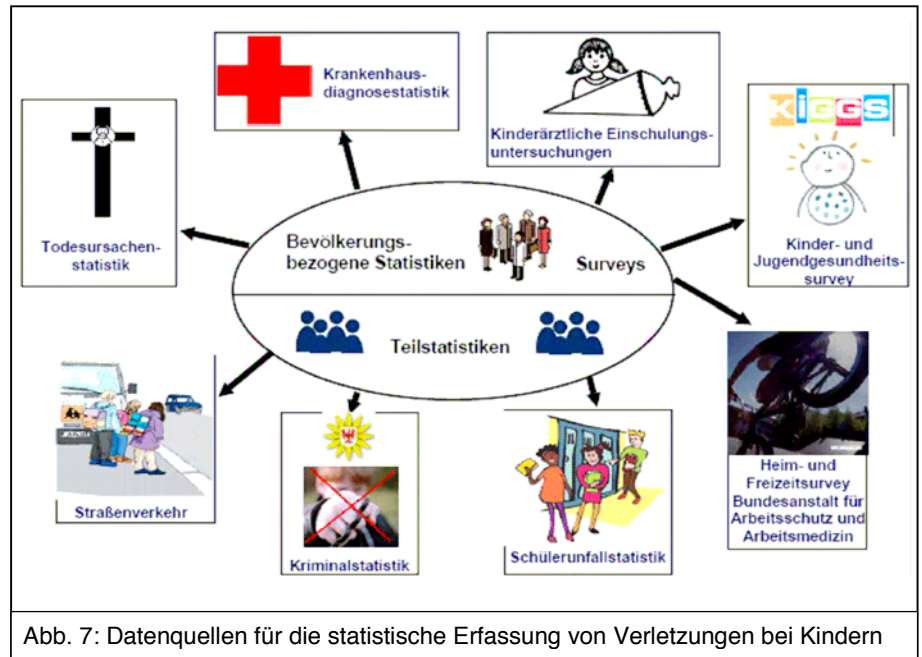 Krankenhaus-
diagnosestatistik
Kinderärztliche Einschulungs-
untersuchungen
KiGGS
Todesursachen-
statistik
Bevölkerungs-
bezogene Statistiken
Surveys
Kinder- und
Jugendgesundheits-
survey
Teilstatistiken
Straßenverkehr
Kriminalstatistik
Schülerunfallstatistik
Heim- und
Freizeitsurvey
Bundesanstalt für
Arbeitsschutz und
Arbeitsmedizin
Abb. 7: Datenquellen für die statistische Erfassung von Verletzungen bei Kindern